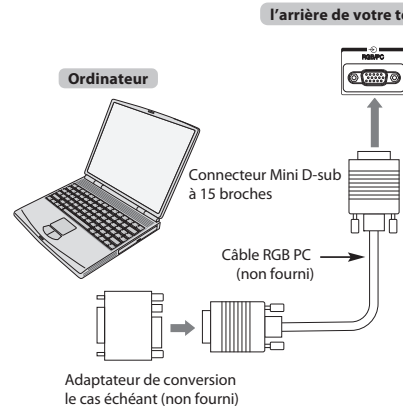 l’arrière de votre
RGB/PC
Ordinateur
Connecteur Mini D-sub
à 15 broches
Câble RGB PC
(non fourni)
Adaptateur de conversion
le cas échéant (non fourni)